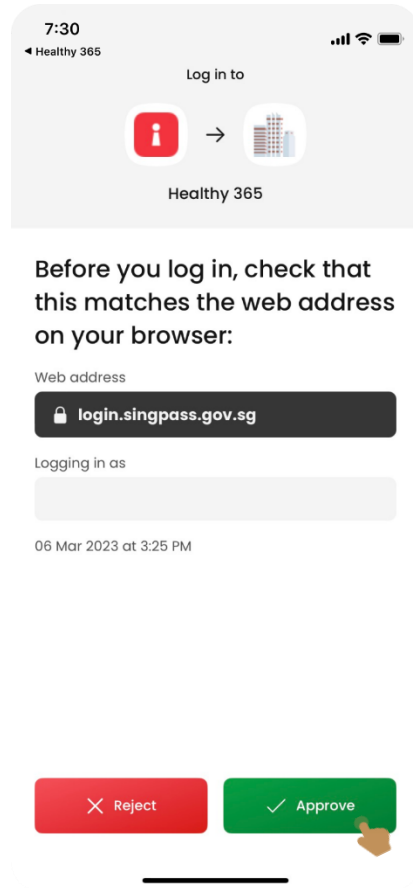 7:30
◀ Healthy 365
Log in to
Healthy 365
Before you log in, check that
this matches the web address
on your browser:
Web address
login.singpass.gov.sg
Logging in as
06 Mar 2023 at 3:25 PM
Reject
Approve